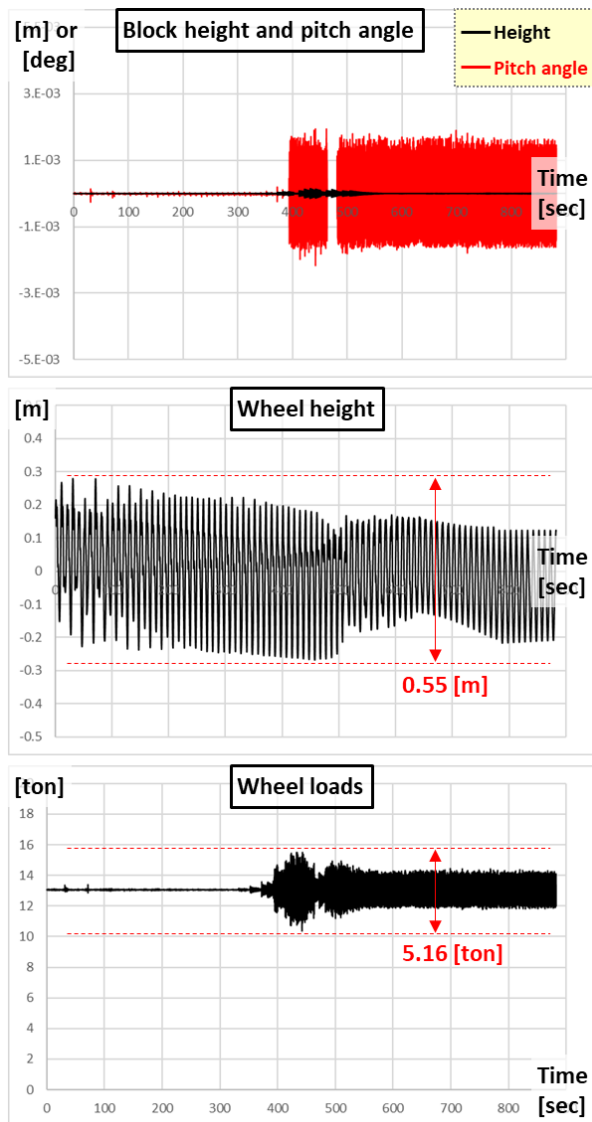 [m] or
[deg]
Block height and pitch angle
Height
Pitch angle
3.E-03
1.E-03
Time
[sec]
0 100 200 300 400 500 600 700 800
-1.E-03
-3.E-03
-5.E-03
[m]
Wheel height
0.4
0.3
0.2
0.1
0
-0.1
-0.2
-0.3
-0.4
-0.5
Time
[sec]
0.55 [m]
[ton]
Wheel loads
18
16
14
12
10
8
6
4
2
0
5.16 [ton]
Time
[sec]
0 100 200 300 400 500 600 700 800